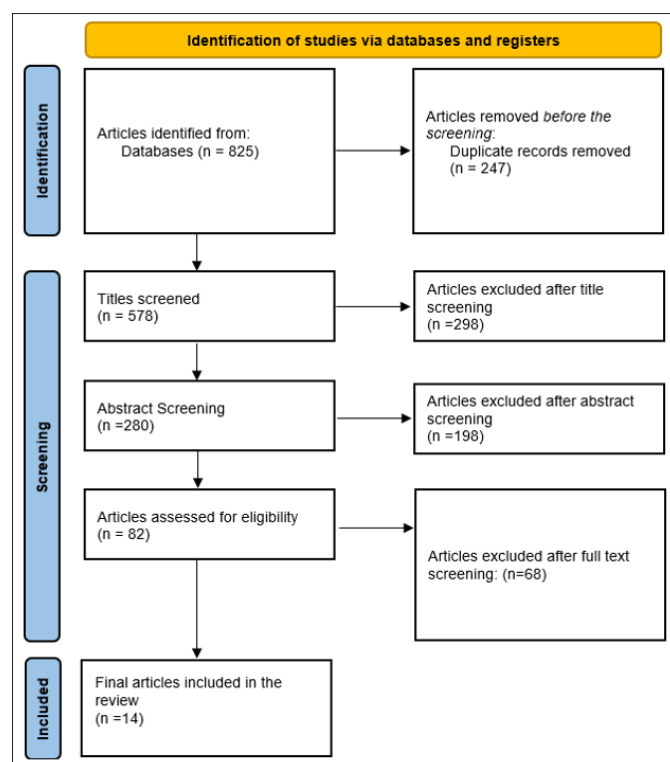 Identification of studies via databases and registers
Identification
Articles identified from:
Databases (n = 825)
Articles removed before the
screening:
Duplicate records removed
(n = 247)
Screening
Titles screened
(n = 578)
Articles excluded after title
screening
(n =298)
Abstract Screening
(n =280)
Articles excluded after abstract
screening
(n =198)
Articles assessed for eligibility
(n = 82)
Articles excluded after full text
screening: (n=68)
Included
Final articles included in the
review
(n =14)